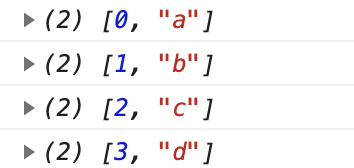 (2) [0, "a"]
(2) [1, "b"]
(2) [2, "c"]
(2) [3, "d"]